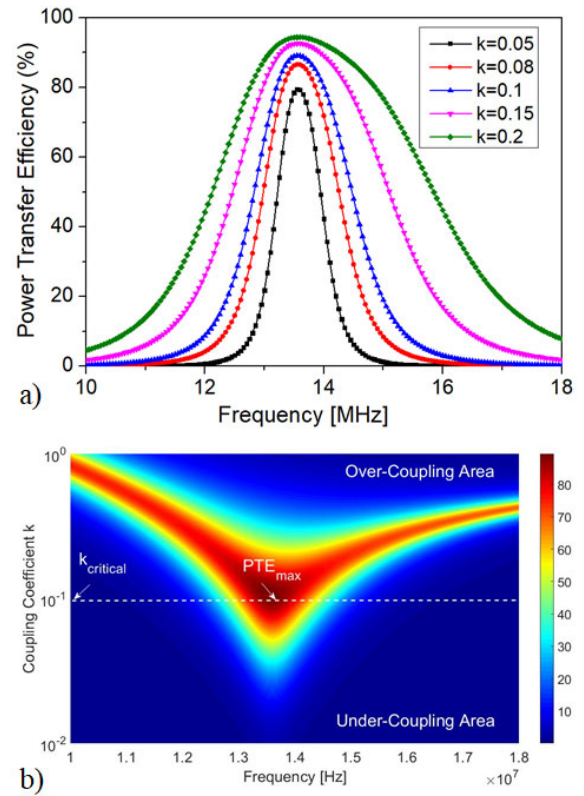 100
80
60
40
20
0
Power Transfer Efficiency (%)
k=0.05
k=0.08
k=0.1
k=0.15
k=0.2
10 12 14 16 18
Frequency [MHz]
a)
10⁰
10⁻¹
10⁻²
Coupling Coefficient k
Over-Coupling Area
k_critical
PTE_max
Under-Coupling Area
80
70
60
50
40
30
20
10
1 1.1 1.2 1.3 1.4 1.5 1.6 1.7 1.8
Frequency [Hz]
×10⁷
b)